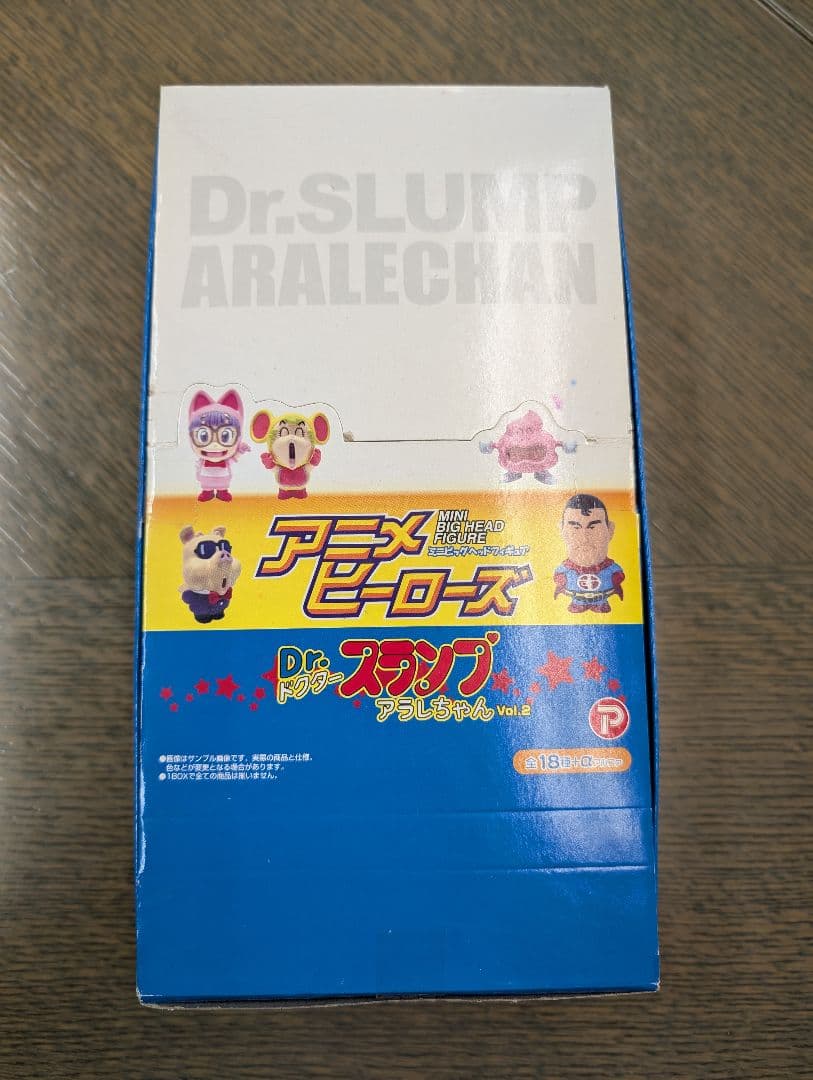 Dr.SLUMP
ARALECHAN
アニメ
ヒーローズ
MINI
BIG HEAD
FIGURE
ミニビッグヘッドフィギュア
Dr.
ドクター
スランプ
アラレちゃん Vol.2
P
●画像はサンプル画像です。実際の商品と仕様、
色などが変更となる場合があります。
●1BOXで全ての商品は揃いません。
全18種+αアルファ